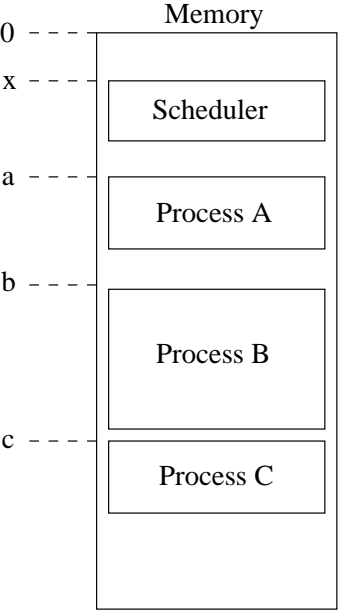 Memory
0
x
Scheduler
a
Process A
b
Process B
c
Process C